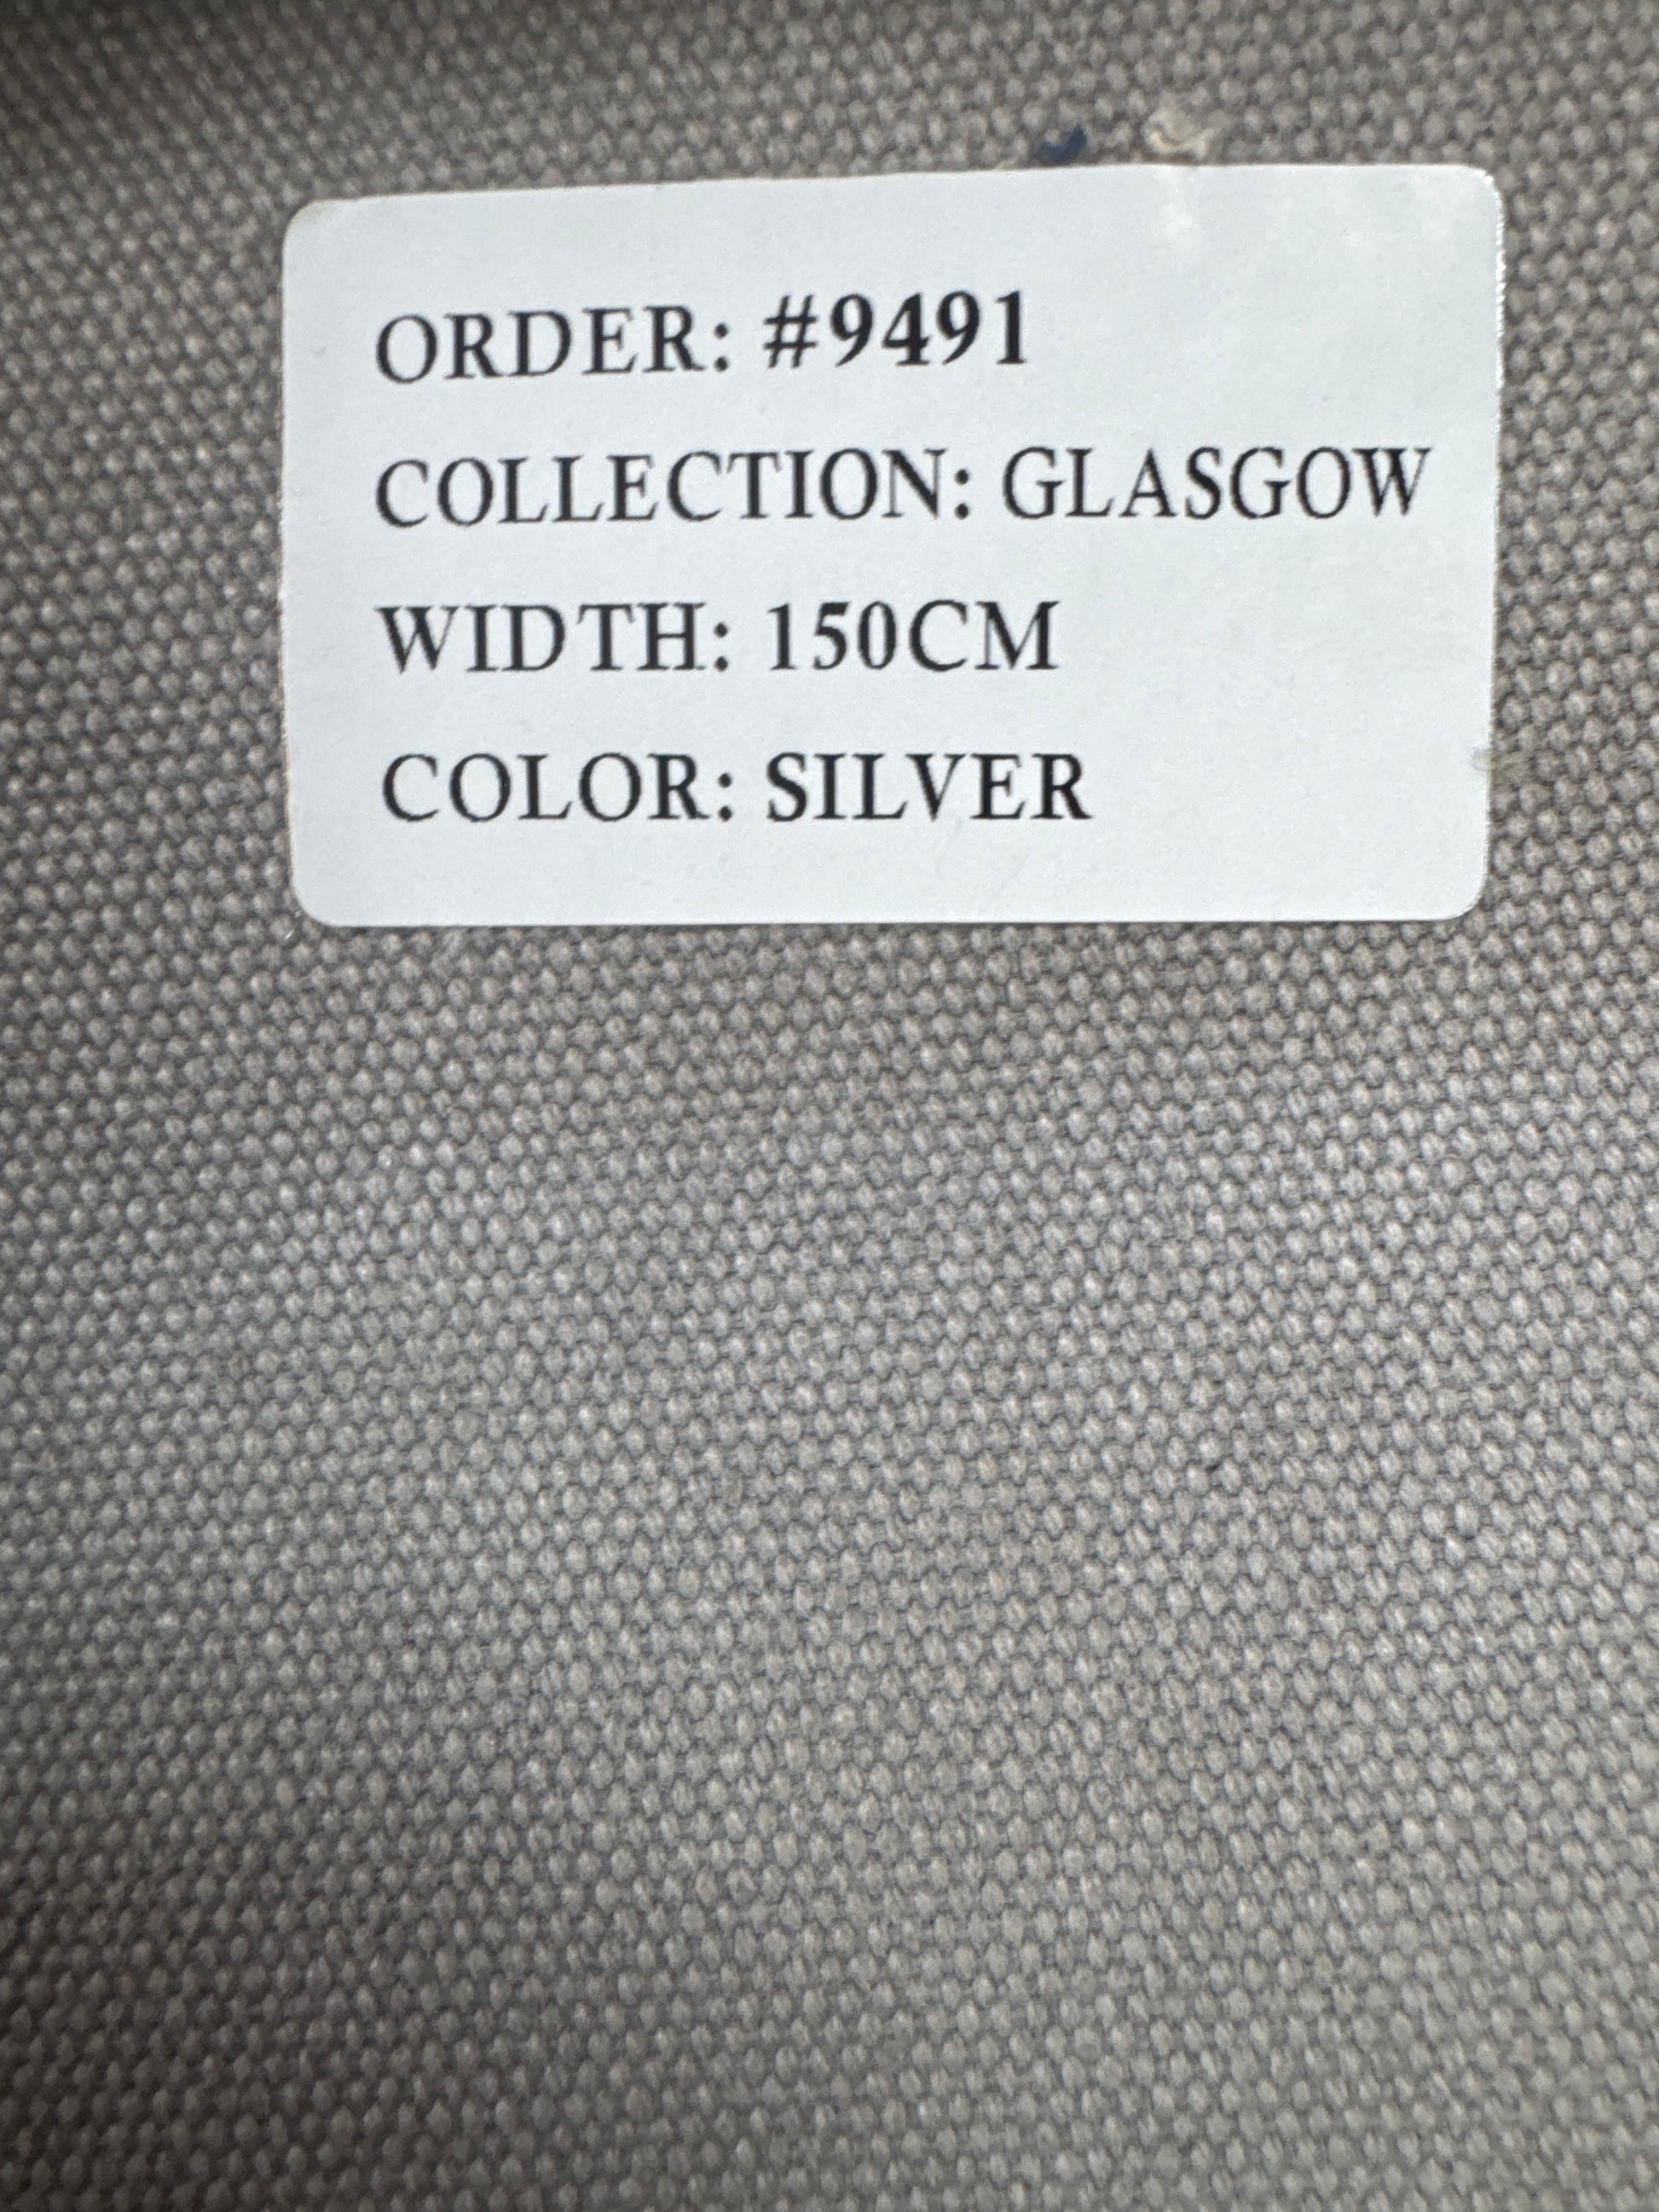 ORDER: #9491
COLLECTION: GLASGOW
WIDTH: 150CM
COLOR: SILVER